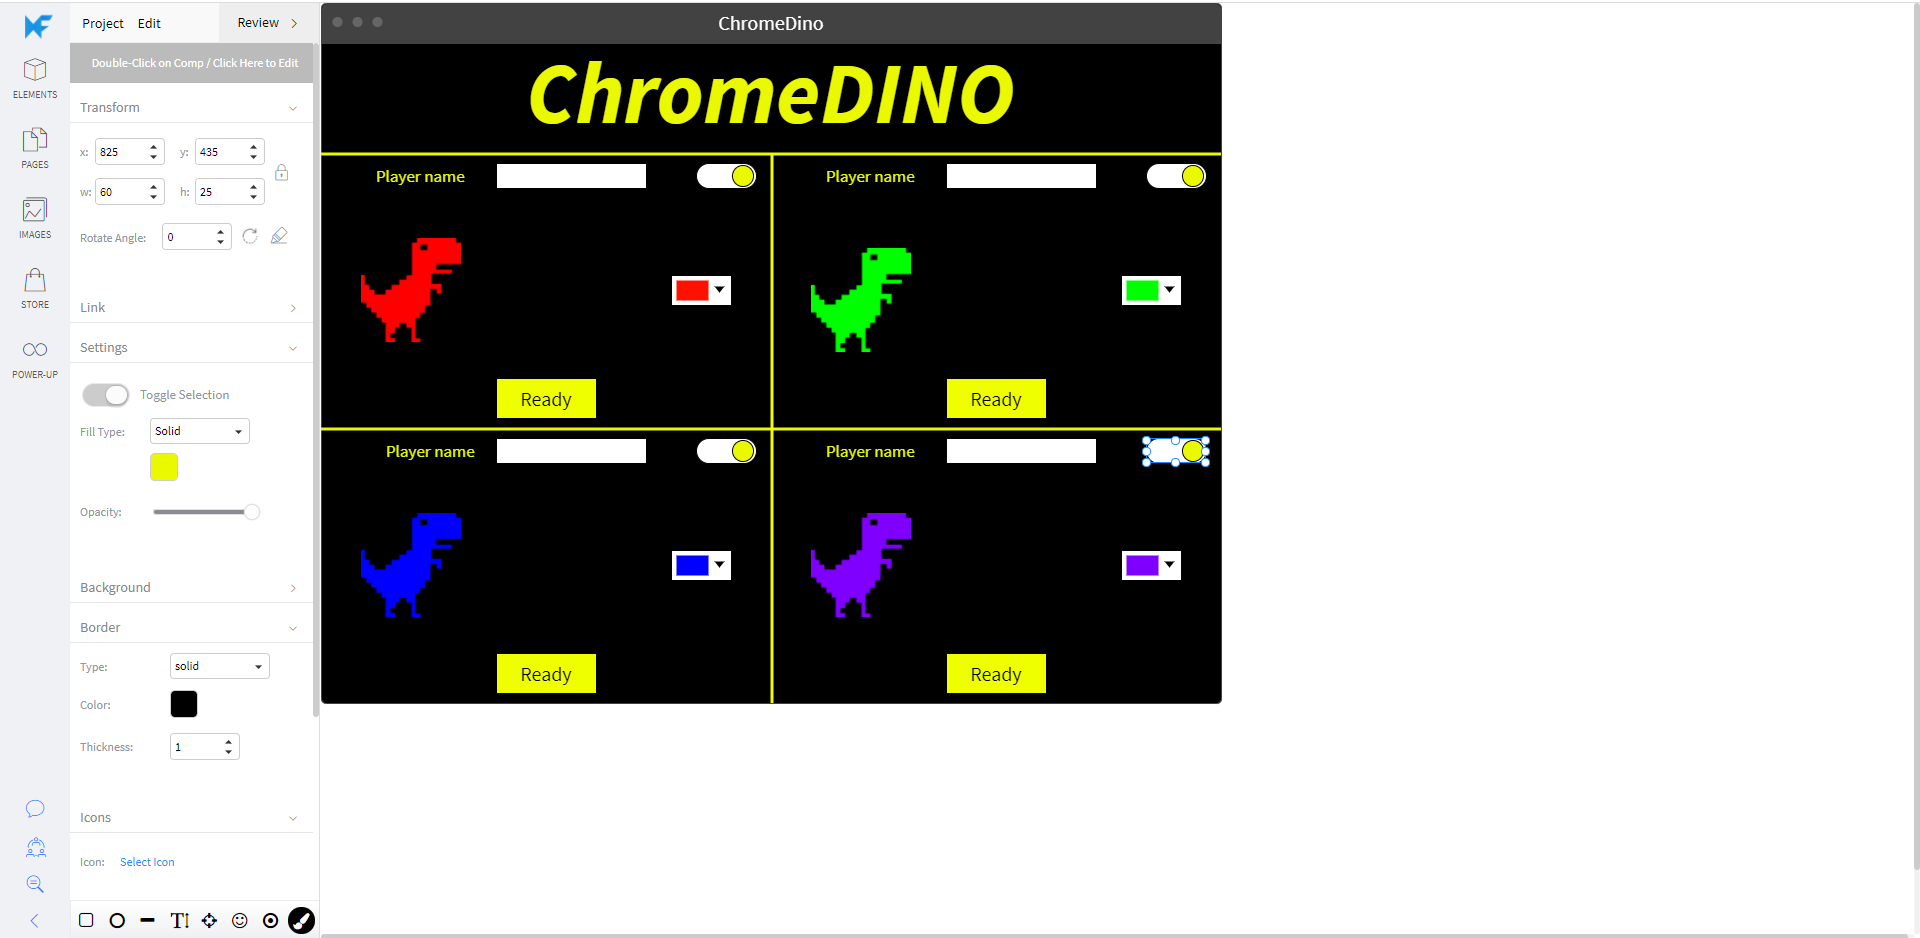 Project Edit Review
ChromeDino
Double-Click on Comp / Click Here to Edit
ELEMENTS
PAGES
IMAGES
STORE
POWER-UP
Transform
x: 825 y: 435
w: 60 h: 25
Rotate Angle: 0
Link
Settings
Toggle Selection
Fill Type: Solid
Opacity:
Background
Border
Type: solid
Color:
Thickness: 1
Icons
Icon: Select Icon
ChromeDINO
Player name
Ready
Player name
Ready
Player name
Ready
Player name
Ready